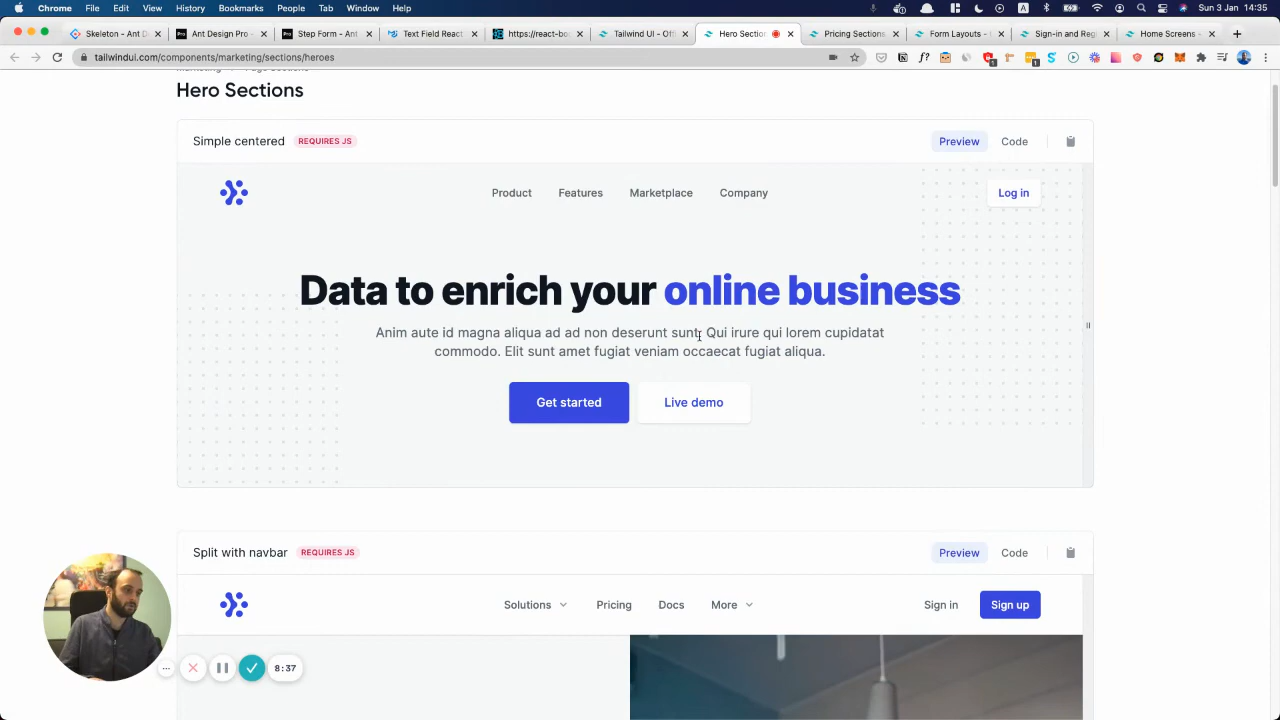 Chrome File Edit View History Bookmarks People Tab Window Help
Sun 3 Jan 14:35
Skeleton - Ant D
Ant Design Pro -
Step Form - Ant
Text Field React
https://react-bo
Tailwind UI - Offi
Hero Section
Pricing Sections
Form Layouts - 
Sign-in and Regi
Home Screens -
tailwindui.com/components/marketing/sections/heroes
Hero Sections
Simple centered REQUIRES JS Preview Code
Product Features Marketplace Company Log in
Data to enrich your online business
Anim aute id magna aliqua ad ad non deserunt sunt. Qui irure qui lorem cupidatat
commodo. Elit sunt amet fugiat veniam occaecat fugiat aliqua.
Get started Live demo
Split with navbar REQUIRES JS Preview Code
Solutions Pricing Docs More Sign in Sign up
8:37